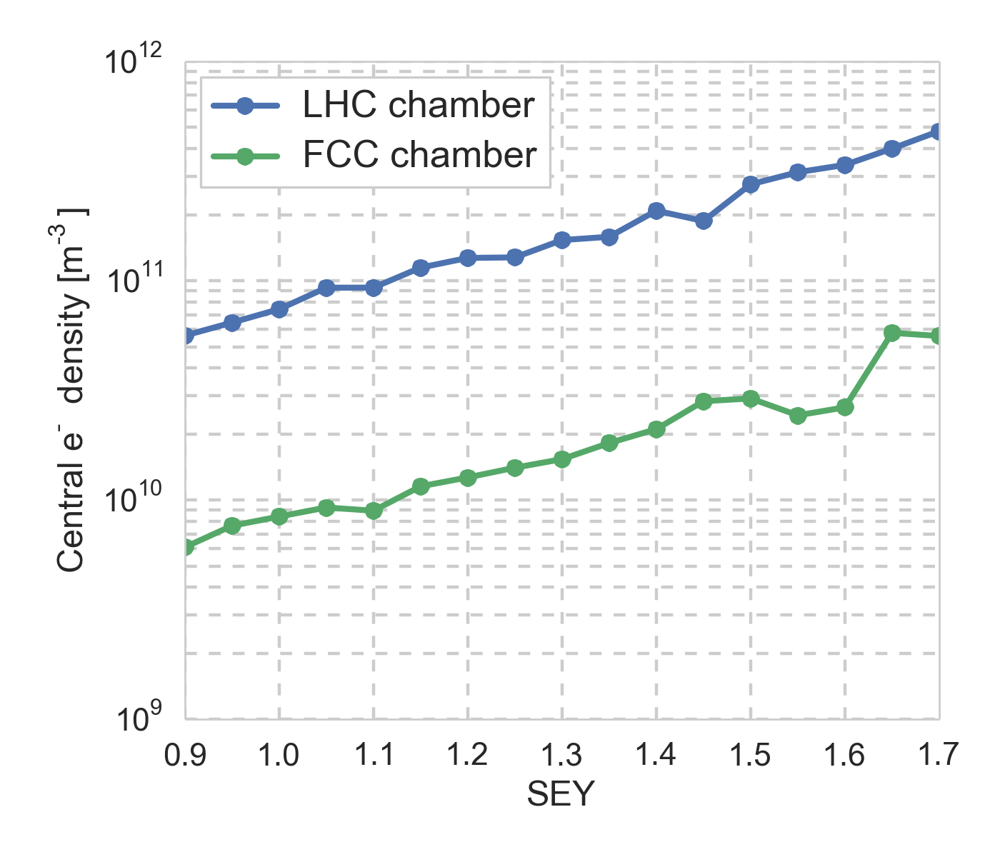 10^12
LHC chamber
FCC chamber
Central e^- density [m^-3]
10^11
10^10
10^9
0.9 1.0 1.1 1.2 1.3 1.4 1.5 1.6 1.7
SEY